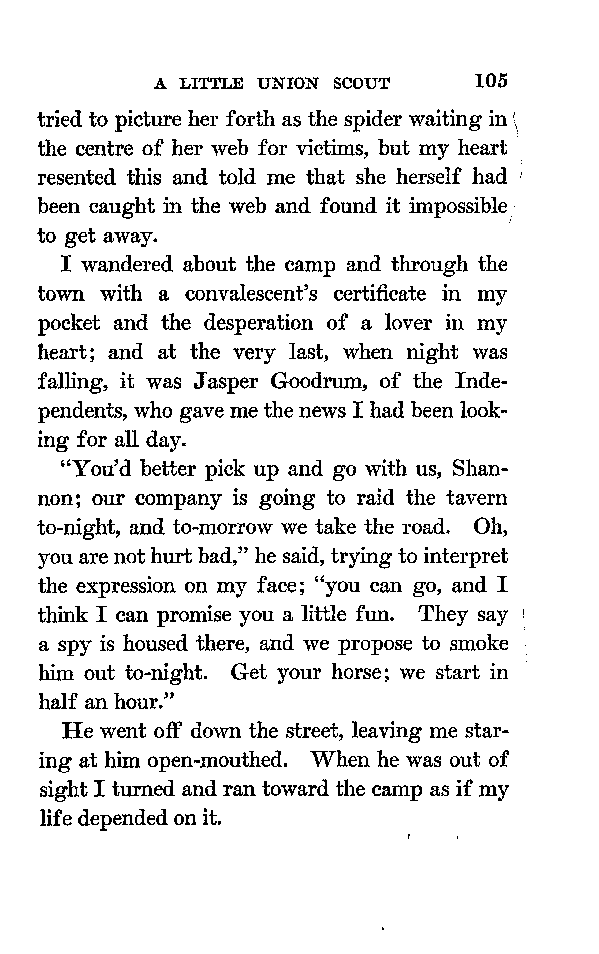 A LITTLE UNION SCOUT 105
tried to picture her forth as the spider waiting in
the centre of her web for victims, but my heart
resented this and told me that she herself had
been caught in the web and found it impossible
to get away.
I wandered about the camp and through the
town with a convalescent's certificate in my
pocket and the desperation of a lover in my
heart; and at the very last, when night was
falling, it was Jasper Goodrum, of the Inde-
pendents, who gave me the news I had been look-
ing for all day.
"You'd better pick up and go with us, Shan-
non; our company is going to raid the tavern
to-night, and to-morrow we take the road. Oh,
you are not hurt bad," he said, trying to interpret
the expression on my face; "you can go, and I
think I can promise you a little fun. They say
a spy is housed there, and we propose to smoke
him out to-night. Get your horse; we start in
half an hour."
He went off down the street, leaving me star-
ing at him open-mouthed. When he was out of
sight I turned and ran toward the camp as if my
life depended on it.